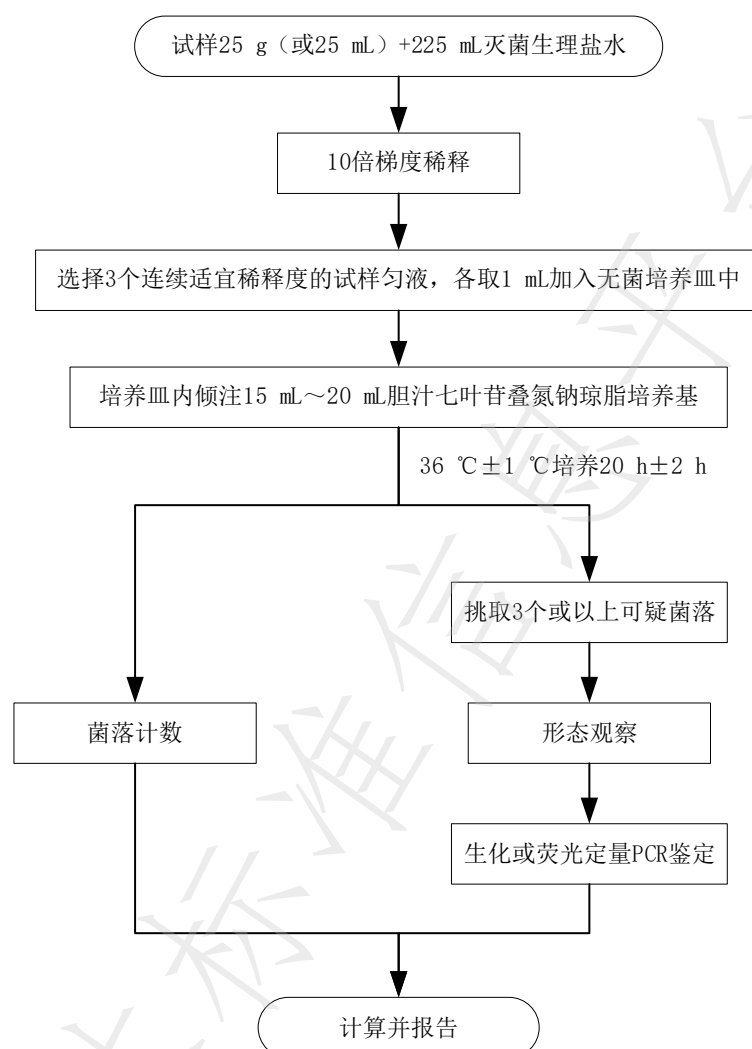 试样25 g（或25 mL）+225 mL灭菌生理盐水
10倍梯度稀释
选择3个连续适宜稀释度的试样匀液，各取1 mL加入无菌培养皿中
培养皿内倾注15 mL～20 mL胆汁七叶苷叠氮钠琼脂培养基
36 ℃±1 ℃培养20 h±2 h
挑取3个或以上可疑菌落
菌落计数
形态观察
生化或荧光定量PCR鉴定
计算并报告
标准信息平